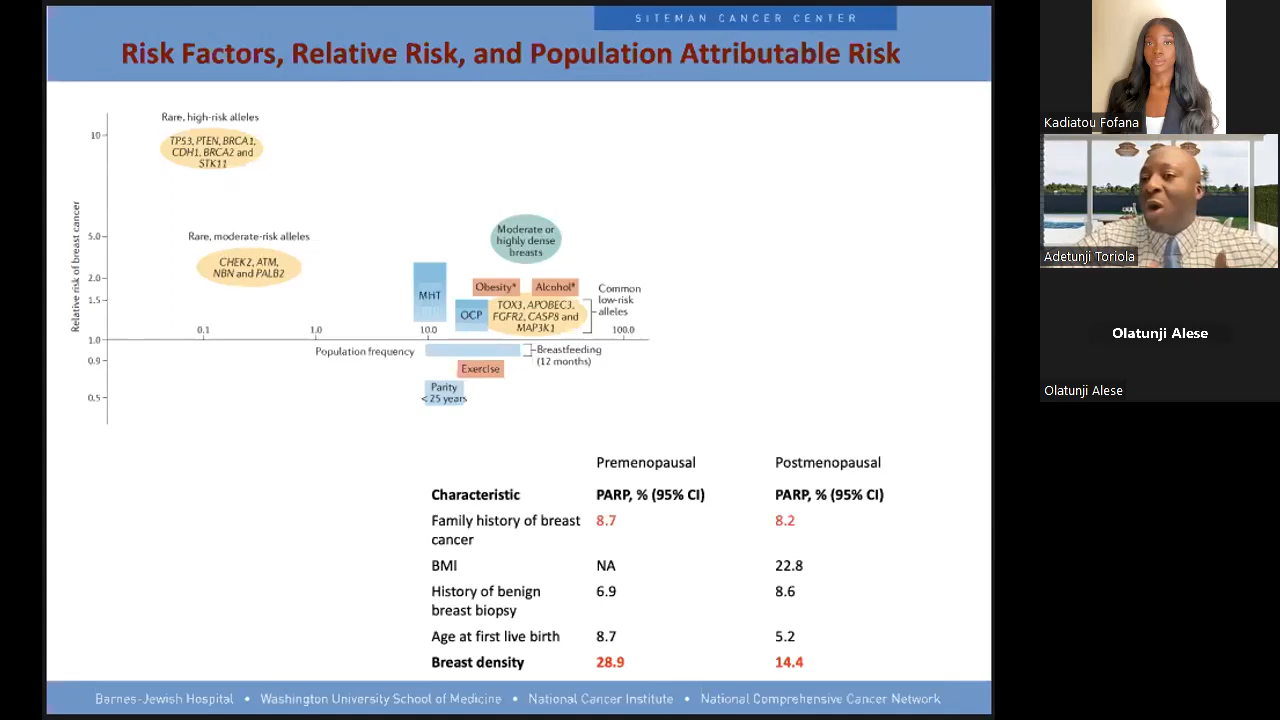 SITEMAN CANCER CENTER
Risk Factors, Relative Risk, and Population Attributable Risk
Relative risk of breast cancer
10
5.0
2.0
1.5
1.0
0.9
0.5
Rare, high-risk alleles
TP53, PTEN, BRCA1,
CDH1, BRCA2 and
STK11
Rare, moderate-risk alleles
CHEK2, ATM,
NBN and PALB2
Moderate or
highly dense
breasts
MHT
OCP
Obesity*
Alcohol*
TOX3, APOBEC3,
FGFR2, CASP8 and
MAP3K1
Common
low-risk
alleles
0.1
1.0
10.0
100.0
Population frequency
Breastfeeding
(12 months)
Exercise
Parity
< 25 years
Premenopausal Postmenopausal
Characteristic PARP, % (95% CI) PARP, % (95% CI)
Family history of breast 8.7 8.2
cancer
BMI NA 22.8
History of benign 6.9 8.6
breast biopsy
Age at first live birth 8.7 5.2
Breast density 28.9 14.4
Barnes-Jewish Hospital • Washington University School of Medicine • National Cancer Institute • National Comprehensive Cancer Network
Kadiatou Fofana
Adetunji Toriola
Olatunji Alese
Olatunji Alese